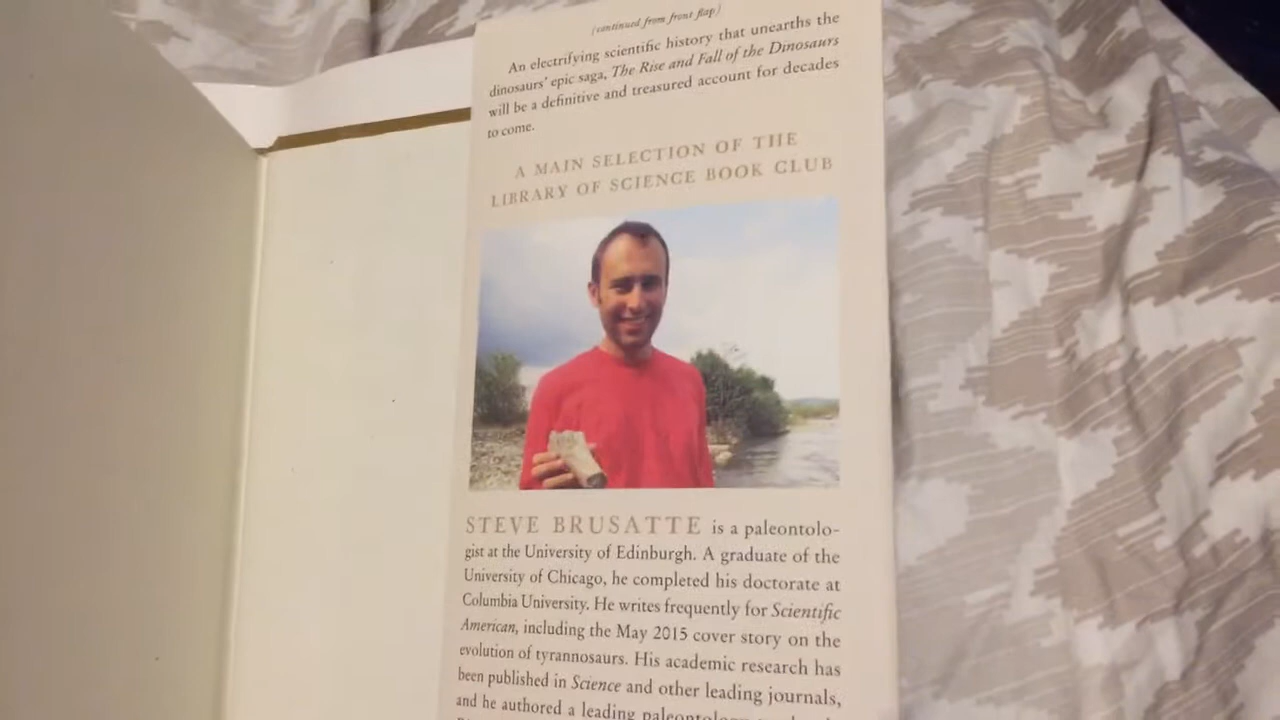 (continued from front flap)
An electrifying scientific history that unearths the
dinosaurs' epic saga, The Rise and Fall of the Dinosaurs
will be a definitive and treasured account for decades
to come.
A MAIN SELECTION OF THE
LIBRARY OF SCIENCE BOOK CLUB
STEVE BRUSATTE is a paleontolo-
gist at the University of Edinburgh. A graduate of the
University of Chicago, he completed his doctorate at
Columbia University. He writes frequently for Scientific
American, including the May 2015 cover story on the
evolution of tyrannosaurs. His academic research has
been published in Science and other leading journals,
and he authored a leading paleontology